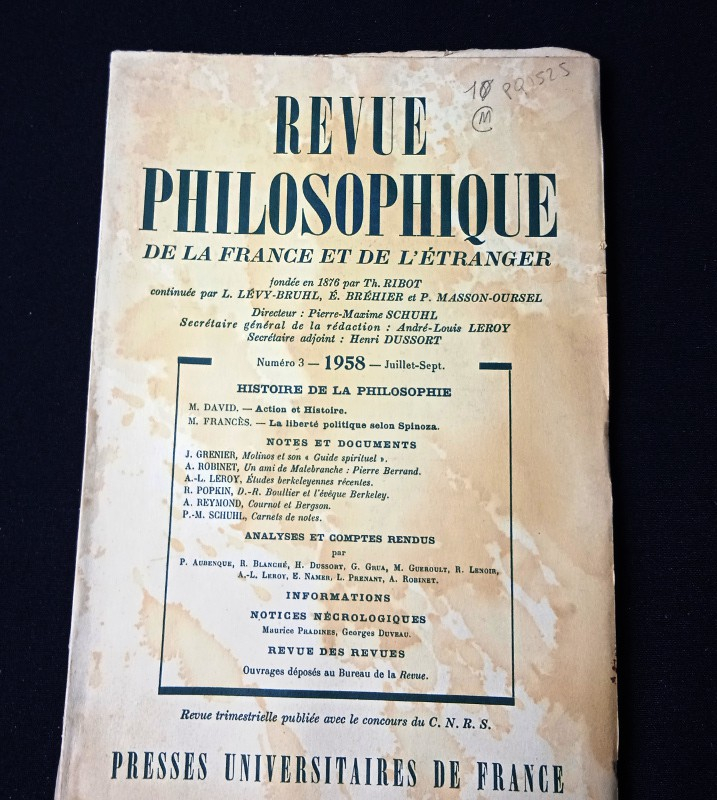 REVUE
PHILOSOPHIQUE
DE LA FRANCE ET DE L'ÉTRANGER
fondée en 1876 par Th. RIBOT
continuée par L. LÉVY-BRUHL, É. BRÉHIER et P. MASSON-OURSEL
Directeur : Pierre-Maxime SCHUHL
Secrétaire général de la rédaction : André-Louis LEROY
Secrétaire adjoint : Henri DUSSORT
Numéro 3 — 1958 — Juillet-Sept.
HISTOIRE DE LA PHILOSOPHIE
M. DAVID. — Action et Histoire.
M. FRANCÈS. — La liberté politique selon Spinoza.
NOTES ET DOCUMENTS
J. GRENIER, Molinos et son « Guide spirituel ».
A. ROBINET, Un ami de Malebranche : Pierre Berrand.
A.-L. LEROY, Études berkeleyennes récentes.
R. POPKIN, D.-R. Boullier et l'évêque Berkeley.
A. REYMOND, Cournot et Bergson.
P.-M. SCHUHL, Carnets de notes.
ANALYSES ET COMPTES RENDUS
par
P. AUBENQUE, R. BLANCHÉ, H. DUSSORT, G. GRUA, M. GUEROULT, R. LENOIR,
A.-L. LEROY, E. NAMER, L. PRENANT, A. ROBINET.
INFORMATIONS
NOTICES NÉCROLOGIQUES
Maurice PRADINES, Georges DUVEAU.
REVUE DES REVUES
Ouvrages déposés au Bureau de la Revue.
Revue trimestrielle publiée avec le concours du C. N. R. S.
PRESSES UNIVERSITAIRES DE FRANCE